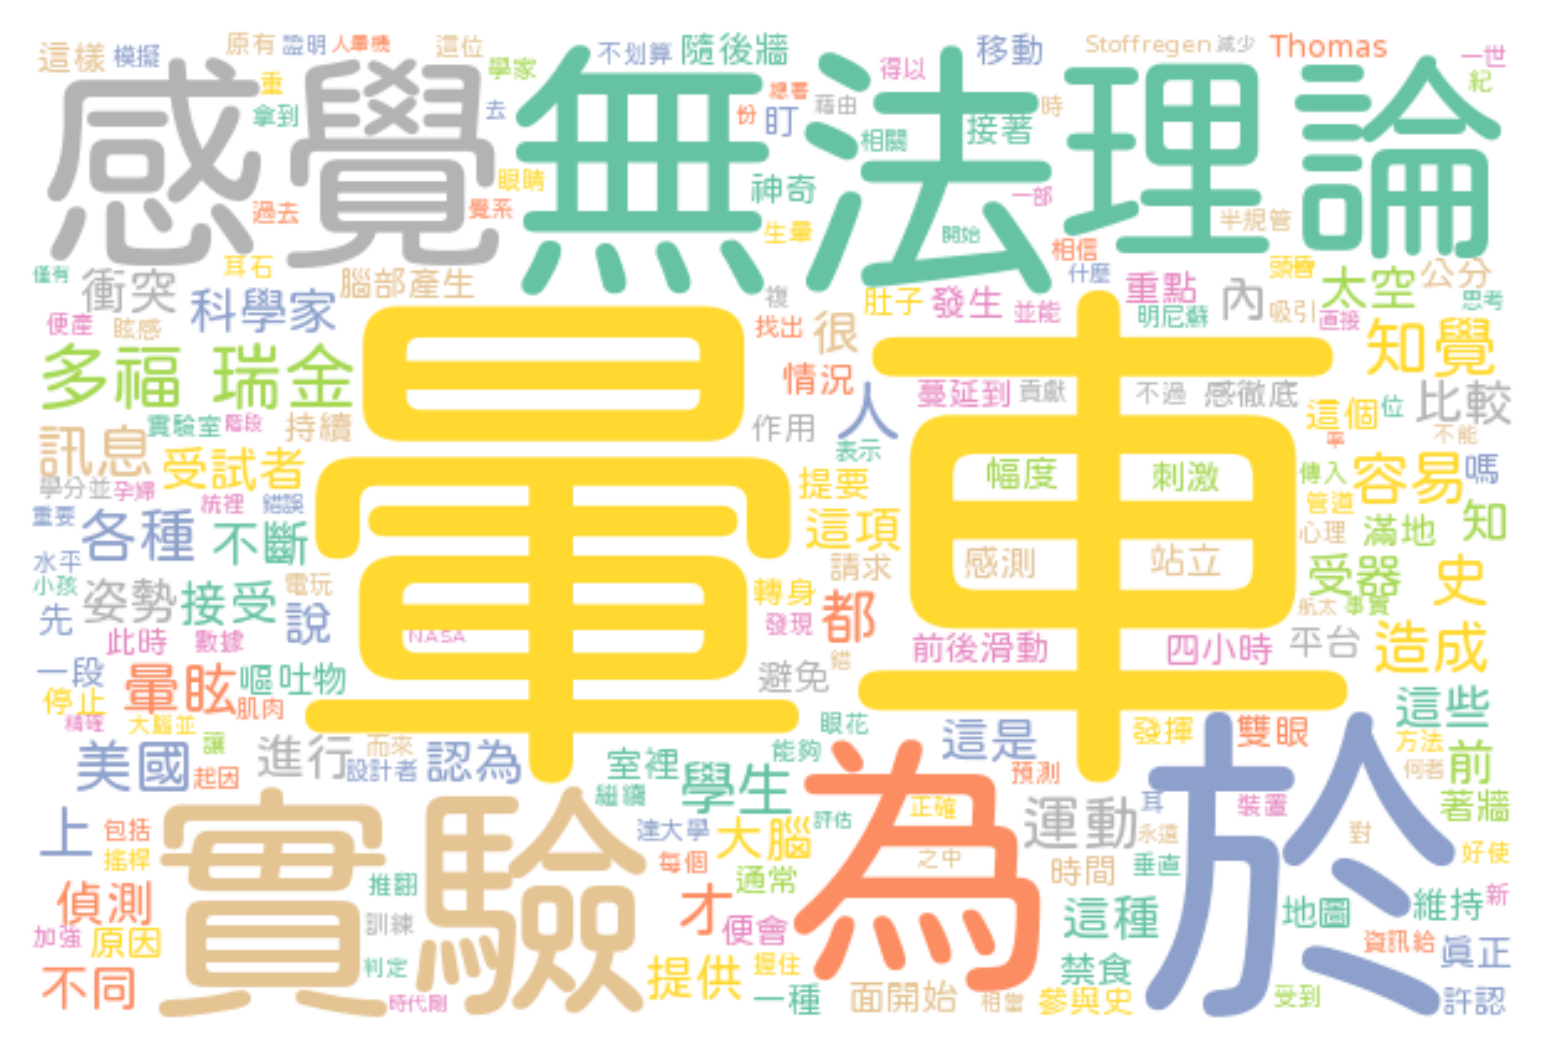 這樣 模擬 原有 證明 人暈機 這位 不划算 隨後牆 得以 移動 Stoffregen 減少 Thomas 一世
感覺 無法 理論
重 拿到 學家 去 份 盯 總署 藉由 相關 接著 時 紀
眼睛 神奇 過去 覺系 生暈 開始 一部 相信 半規管
僅有 衝突 耳石 腦部產生 什麼 頭昏 太空 公分
便產 眩感 科學家 複 肚子 發生 並能 重點 明尼蘇 內 吸引 直接 思考
找出 很 知覺
多福 瑞金 情況 人 蔓延到 貢獻 不過 感徹底 這個 位 比較
暈車
實驗室 階段 持續 作用 表示 率 不能
訊息 受試者 提要 幅度 刺激 傳入 容易 嗎
學分並 孕婦 統裡 錯誤 管道
重要 各種 不斷 這項 心理 滿地 知
水平 請求 感測 站立 受器 史
小孩 姿勢 接受 電玩 轉身 航太 事實
先 說 發現 都
此時 數據 NASA 前後滑動 四小時 平台 造成
一段 暈眩 嘔吐物 避免 錯
停止 肌肉 這些
精確 大腦並 讓 眼花 這是 發揮 雙眼 方法
美國 起因 進行 而來 設計者 認為 室裡 能夠 預測 何者 前
繼續 學生
實驗 為 於
上 包括 達大學 大腦 評估 正確 運動 耳 裝置 著牆
搖桿 每個 之中 永遠 對 好使
偵測 推翻 通常 時間 垂直
訓練 才 這種 地圖 維持 新
加強 原因 便會 資訊給 真正
不同 判定 提供 握住 禁食
時代剛 一種 面開始 相當 參與史 受到 許認